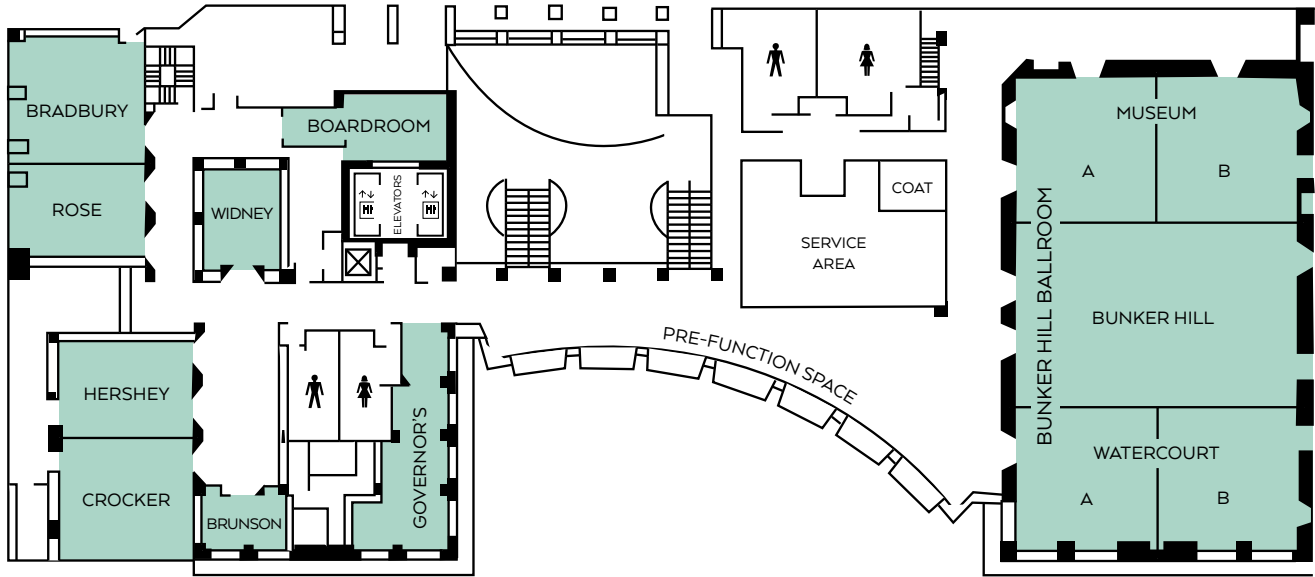 BRADBURY
BOARDROOM
MUSEUM
A
B
ROSE
WIDNEY
ELEVATORS
COAT
SERVICE
AREA
BUNKER HILL BALLROOM
BUNKER HILL
PRE-FUNCTION SPACE
HERSHEY
GOVERNOR'S
WATERCOURT
A
B
CROCKER
BRUNSON